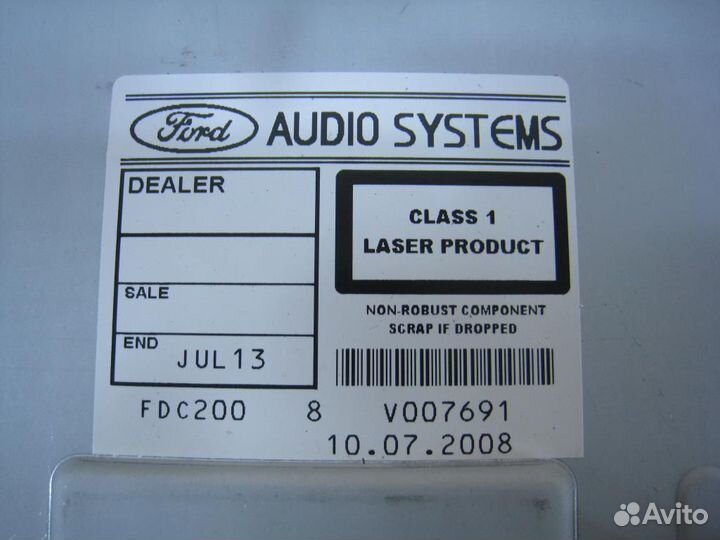 Ford AUDIO SYSTEMS
DEALER
SALE
END JUL13
CLASS 1
LASER PRODUCT
NON-ROBUST COMPONENT
SCRAP IF DROPPED
FDC200 8 V007691
10.07.2008
Avito